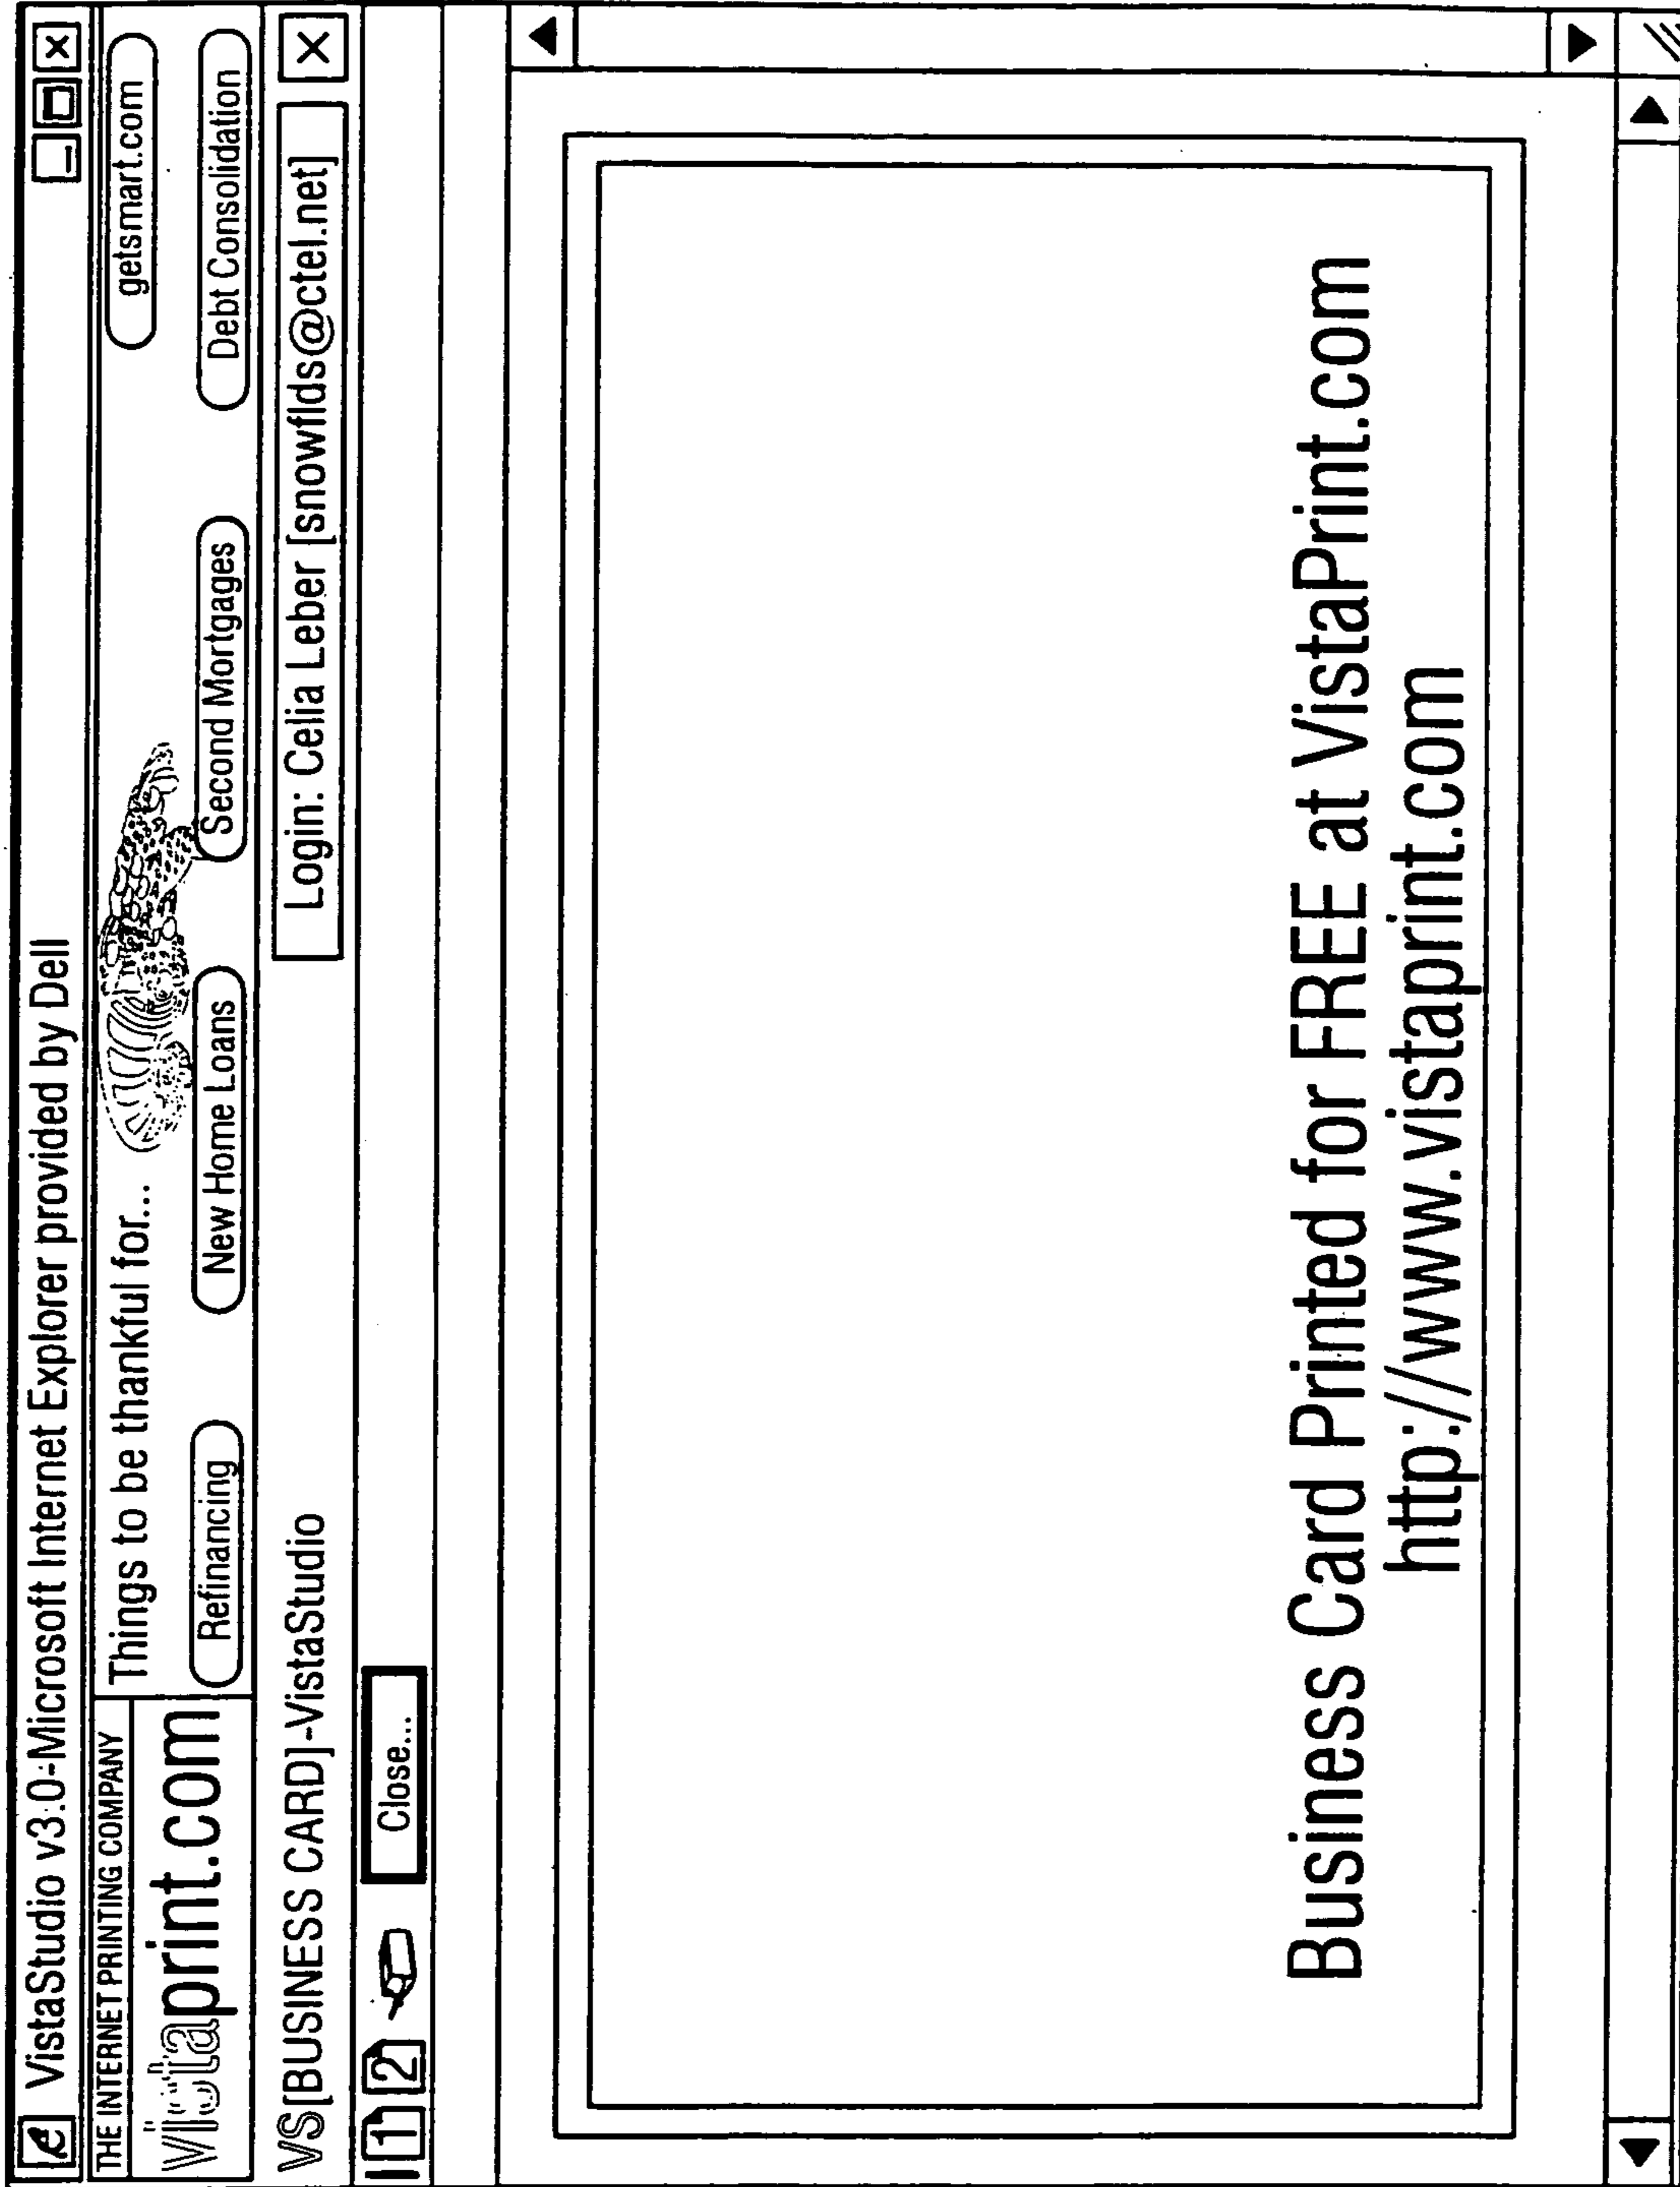 VistaStudio v3.0-Microsoft Internet Explorer provided by Dell
THE INTERNET PRINTING COMPANY
vistaprint.com
Things to be thankful for...
getsmart.com
Refinancing
New Home Loans
Second Mortgages
Debt Consolidation
VS[BUSINESS CARD]-VistaStudio
Login: Celia Leber [snowflds@ctel.net]
1 2
Close...
Business Card Printed for FREE at VistaPrint.com
http://www.vistaprint.com